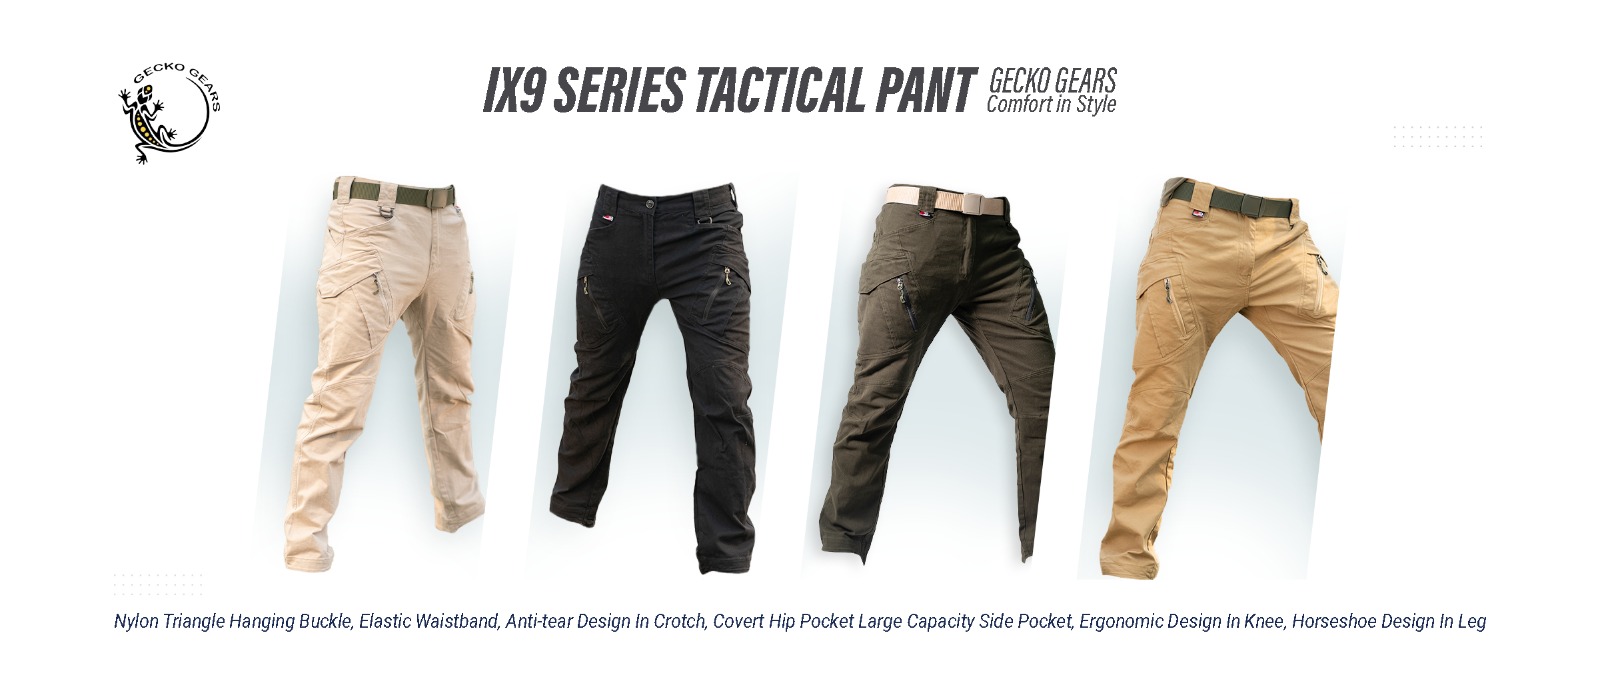 GECKO GEARS
IX9 SERIES TACTICAL PANT
GECKO GEARS
Comfort in Style
Nylon Triangle Hanging Buckle, Elastic Waistband, Anti-tear Design In Crotch, Covert Hip Pocket Large Capacity Side Pocket, Ergonomic Design In Knee, Horseshoe Design In Leg